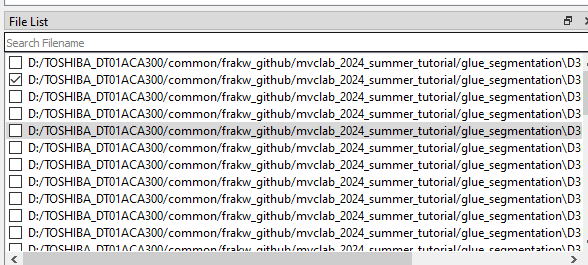 File List
Search Filename
D:/TOSHIBA_DT01ACA300/common/frakw_github/mvclab_2024_summer_tutorial/glue_segmentation\D3
D:/TOSHIBA_DT01ACA300/common/frakw_github/mvclab_2024_summer_tutorial/glue_segmentation\D3
D:/TOSHIBA_DT01ACA300/common/frakw_github/mvclab_2024_summer_tutorial/glue_segmentation\D3
D:/TOSHIBA_DT01ACA300/common/frakw_github/mvclab_2024_summer_tutorial/glue_segmentation\D3
D:/TOSHIBA_DT01ACA300/common/frakw_github/mvclab_2024_summer_tutorial/glue_segmentation\D3
D:/TOSHIBA_DT01ACA300/common/frakw_github/mvclab_2024_summer_tutorial/glue_segmentation\D3
D:/TOSHIBA_DT01ACA300/common/frakw_github/mvclab_2024_summer_tutorial/glue_segmentation\D3
D:/TOSHIBA_DT01ACA300/common/frakw_github/mvclab_2024_summer_tutorial/glue_segmentation\D3
D:/TOSHIBA_DT01ACA300/common/frakw_github/mvclab_2024_summer_tutorial/glue_segmentation\D3
D:/TOSHIBA_DT01ACA300/common/frakw_github/mvclab_2024_summer_tutorial/glue_segmentation\D3
D:/TOSHIBA_DT01ACA300/common/frakw_github/mvclab_2024_summer_tutorial/glue_segmentation\D3
D:/TOSHIBA_DT01ACA300/common/frakw_github/mvclab_2024_summer_tutorial/glue_segmentation\D3